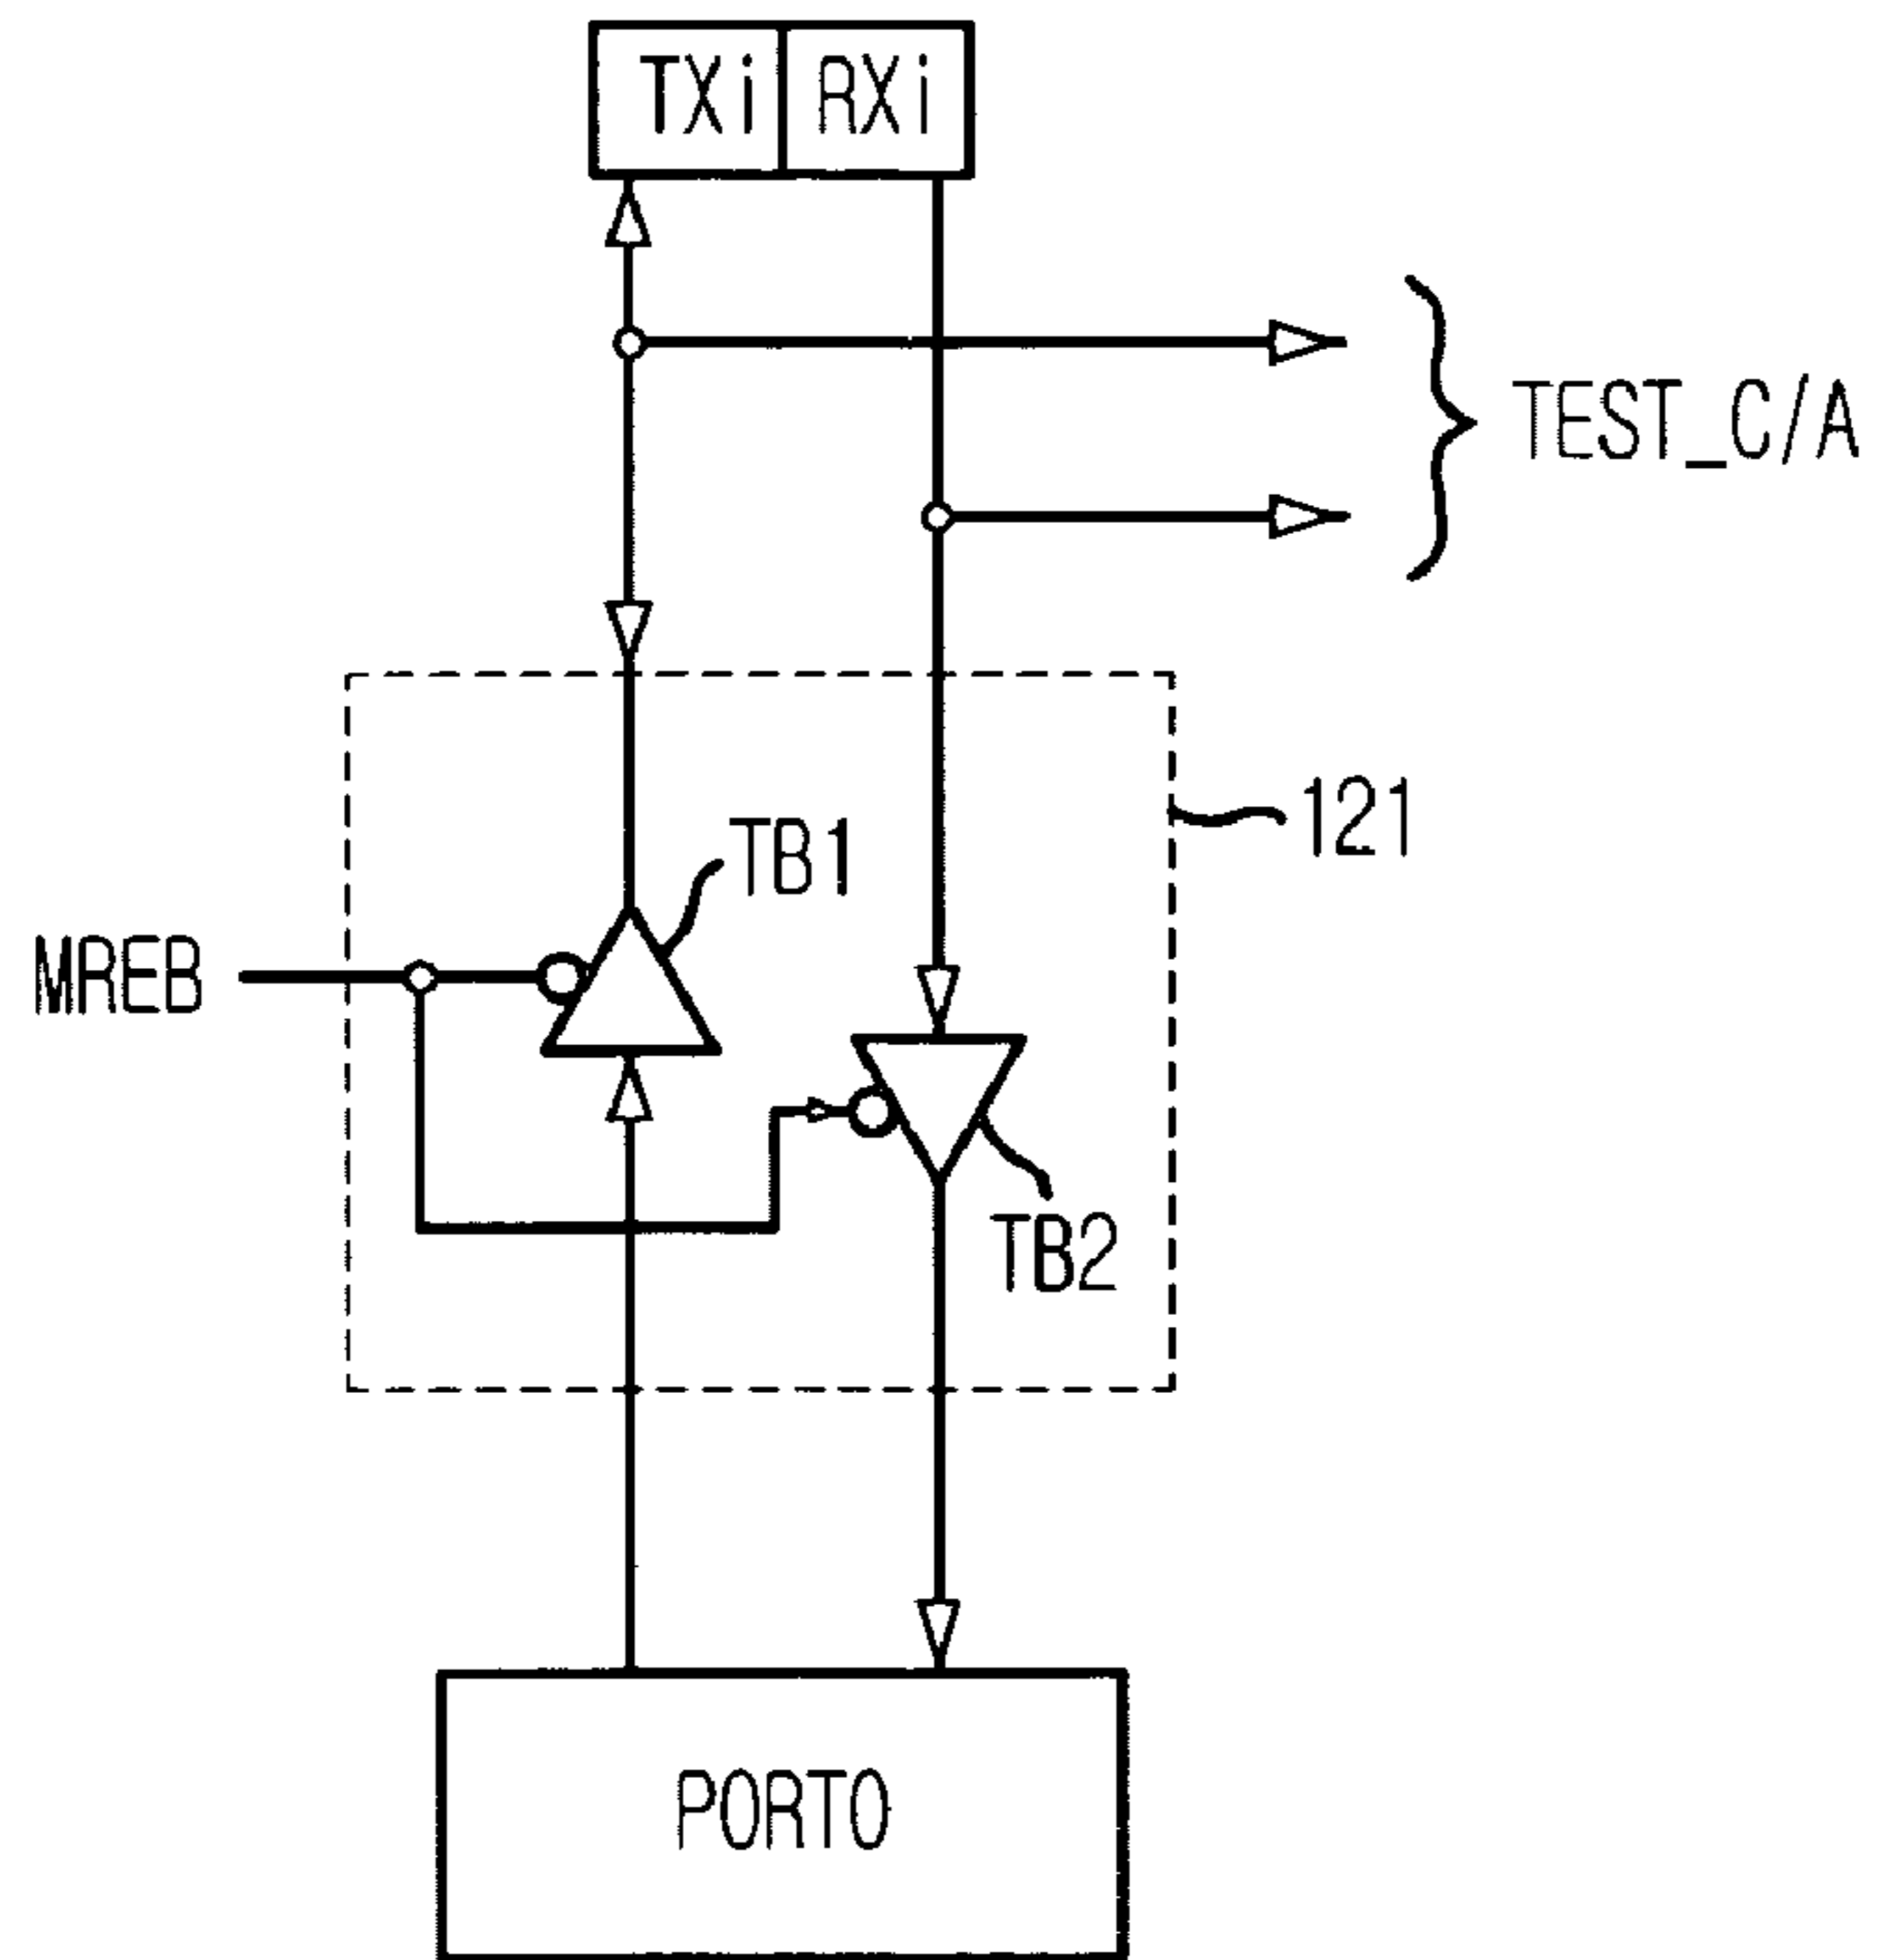 TXi RXi
TEST_C/A
121
TB1
MREB
TB2
PORT0